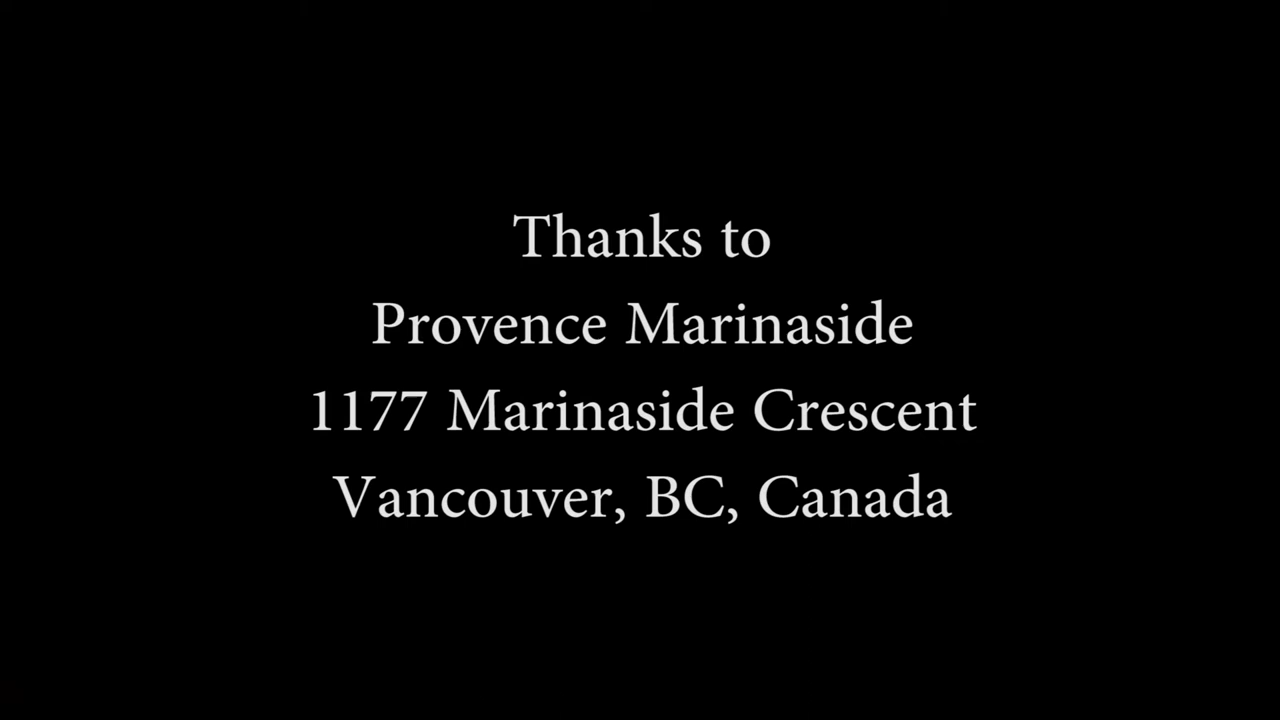 Thanks to
Provence Marinaside
1177 Marinaside Crescent
Vancouver, BC, Canada